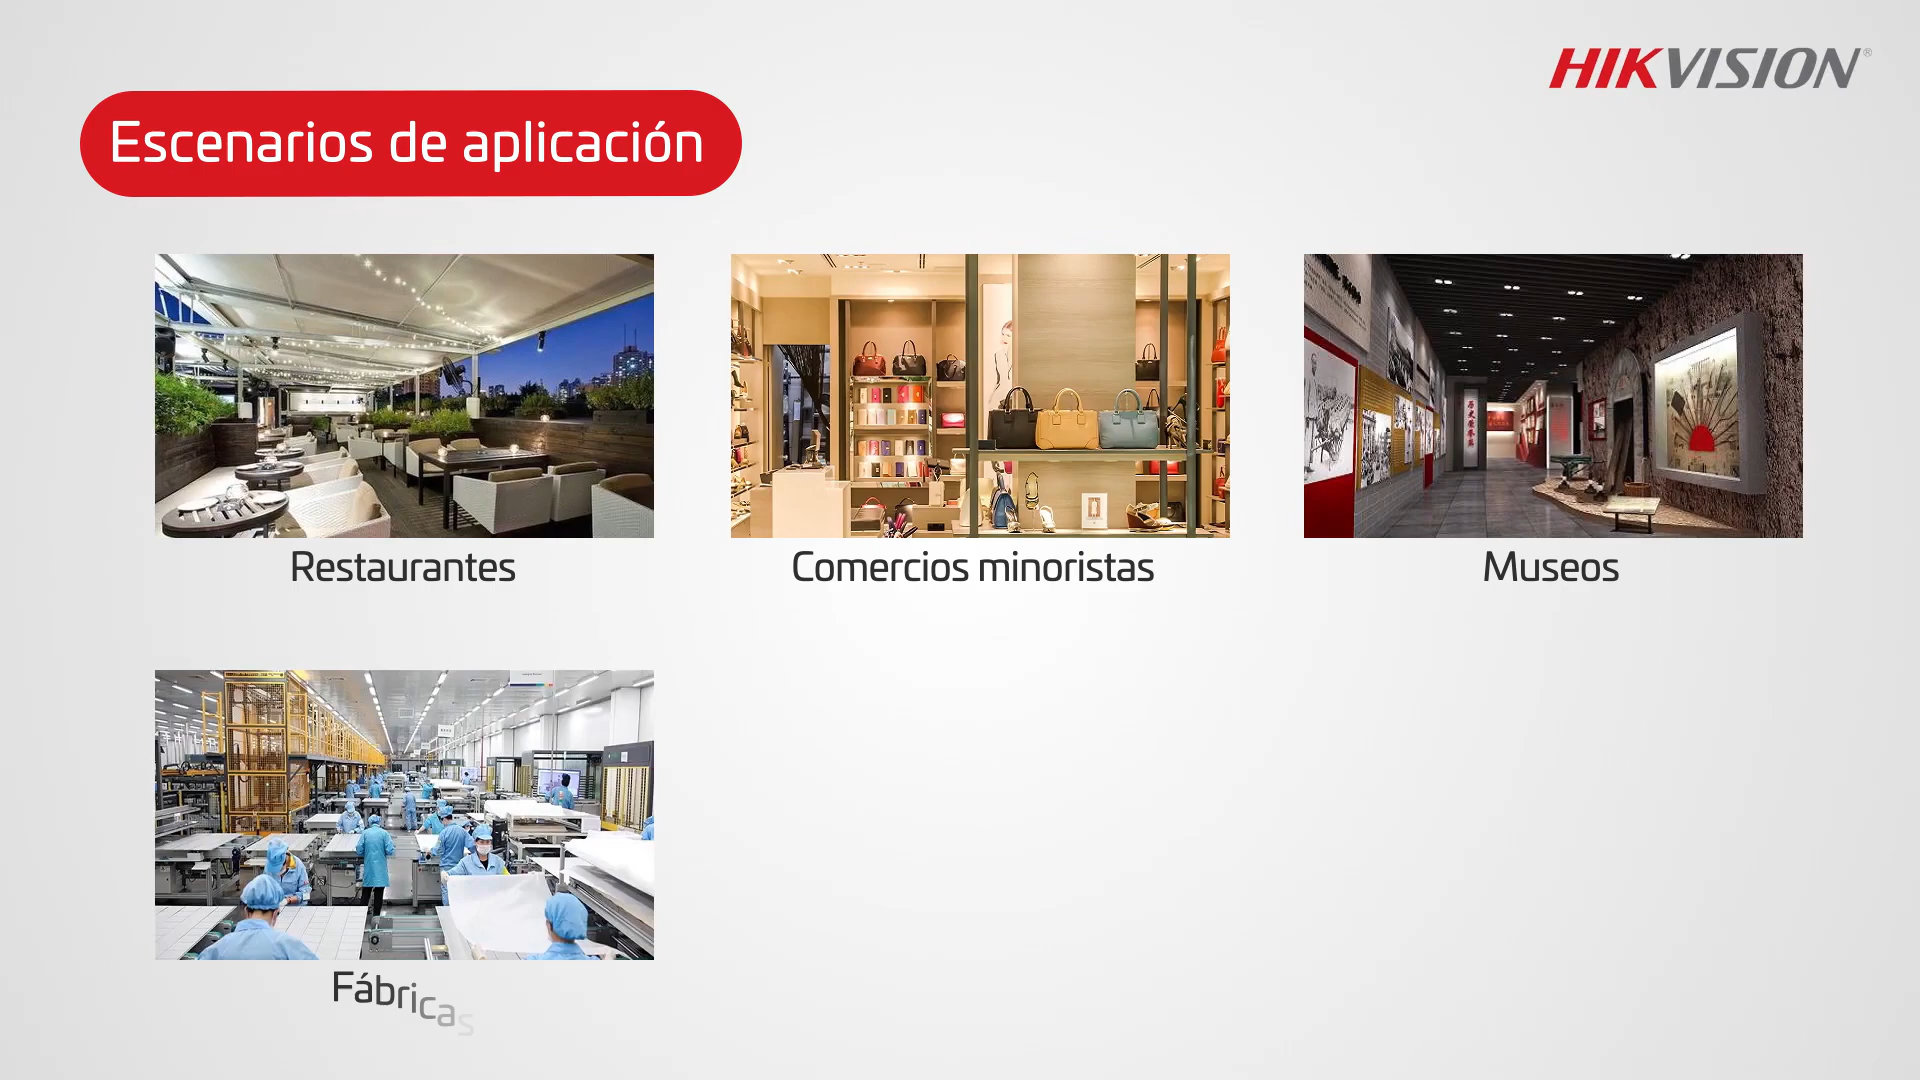 HIKVISION®
Escenarios de aplicación
Restaurantes
Comercios minoristas
Museos
Fábricas